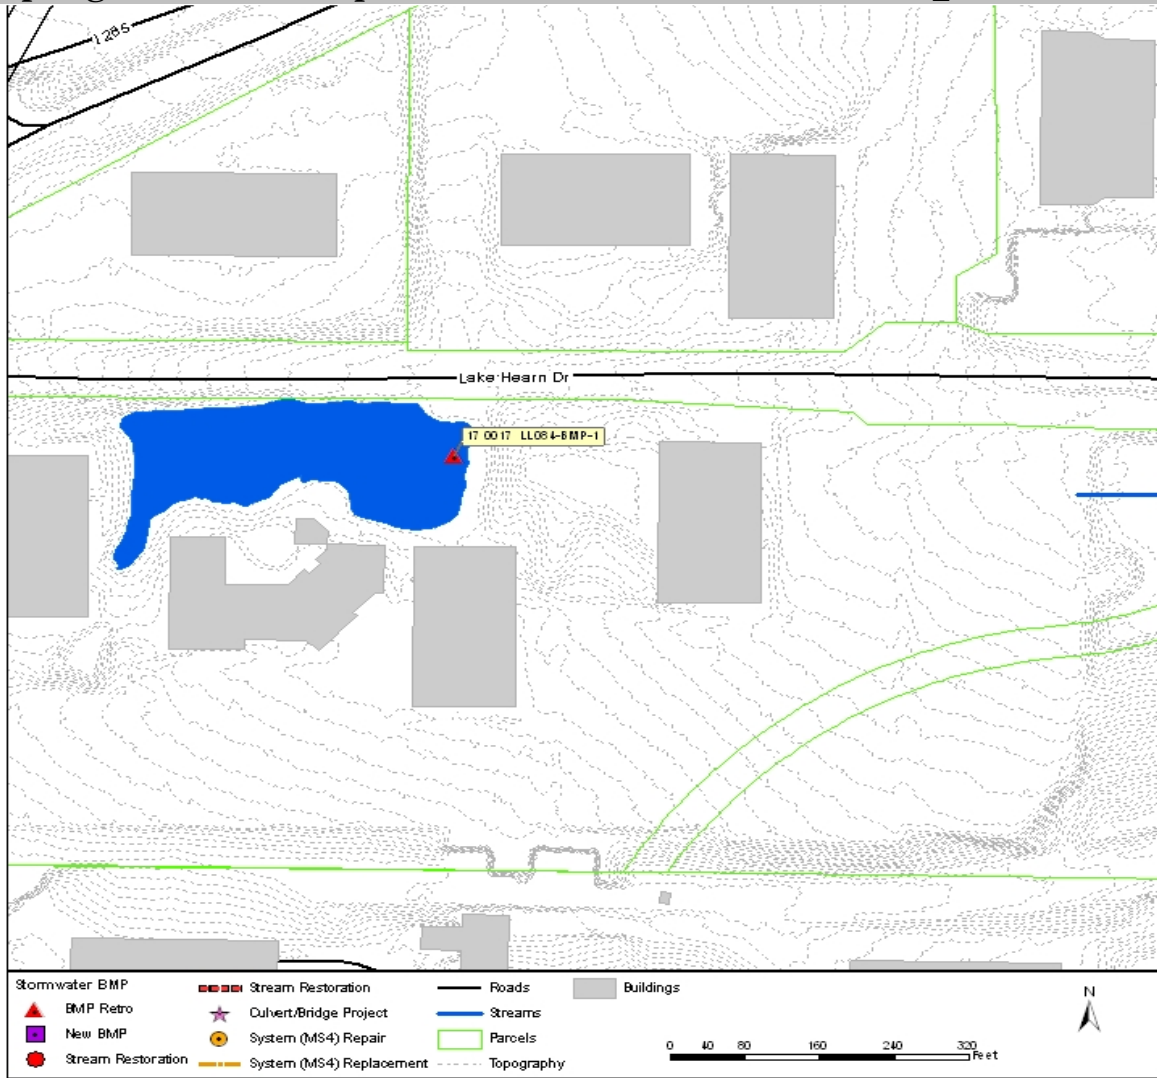 I285
Lake Hearn Dr
17 0017 LL084-BMP-1
Stormwater BMP
BMP Retro
New BMP
Stream Restoration
Stream Restoration
Culvert/Bridge Project
System (MS4) Repair
System (MS4) Replacement
Roads
Streams
Parcels
Topography
Buildings
N
0 40 80 160 240 320
Feet